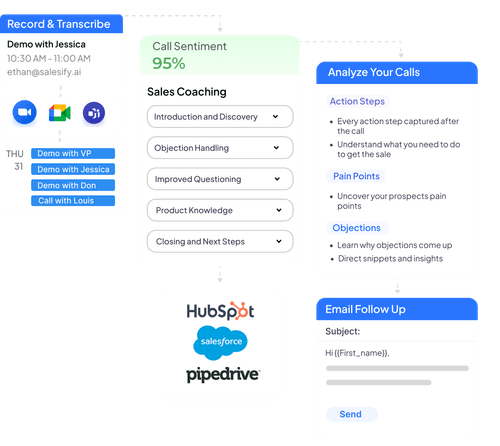 Record & Transcribe
Demo with Jessica
10:30 AM - 11:00 AM
ethan@salesify.ai
THU
31
Demo with VP
Demo with Jessica
Demo with Don
Call with Louis
Call Sentiment
95%
Sales Coaching
Introduction and Discovery
Objection Handling
Improved Questioning
Product Knowledge
Closing and Next Steps
HubSpot
salesforce
pipedrive
Analyze Your Calls
Action Steps
• Every action step captured after
the call
• Understand what you need to do
to get the sale
Pain Points
• Uncover your prospects pain
points
Objections
• Learn why objections come up
• Direct snippets and insights
Email Follow Up
Subject:
Hi {{First_name}},
Send